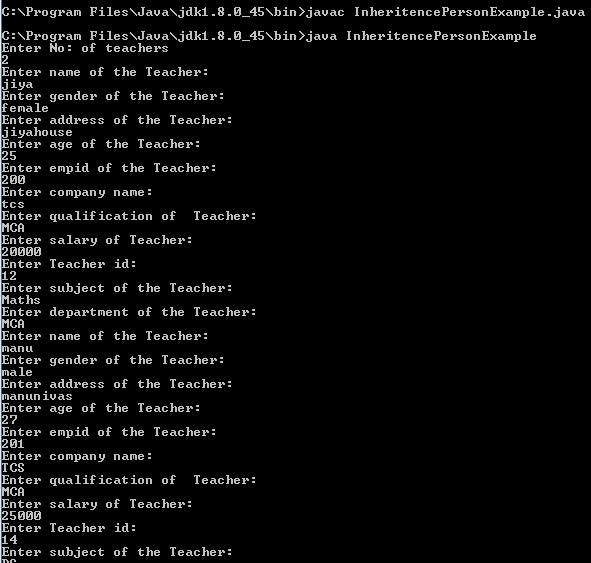 C:\Program Files\Java\jdk1.8.0_45\bin>javac InheritencePersonExample.java
C:\Program Files\Java\jdk1.8.0_45\bin>java InheritencePersonExample
Enter No: of teachers
2
Enter name of the Teacher:
jiya
Enter gender of the Teacher:
female
Enter address of the Teacher:
jiyahouse
Enter age of the Teacher:
25
Enter empid of the Teacher:
200
Enter company name:
tcs
Enter qualification of  Teacher:
MCA
Enter salary of Teacher:
20000
Enter Teacher id:
12
Enter subject of the Teacher:
Maths
Enter department of the Teacher:
MCA
Enter name of the Teacher:
manu
Enter gender of the Teacher:
male
Enter address of the Teacher:
manunivas
Enter age of the Teacher:
27
Enter empid of the Teacher:
201
Enter company name:
TCS
Enter qualification of  Teacher:
MCA
Enter salary of Teacher:
25000
Enter Teacher id:
14
Enter subject of the Teacher: